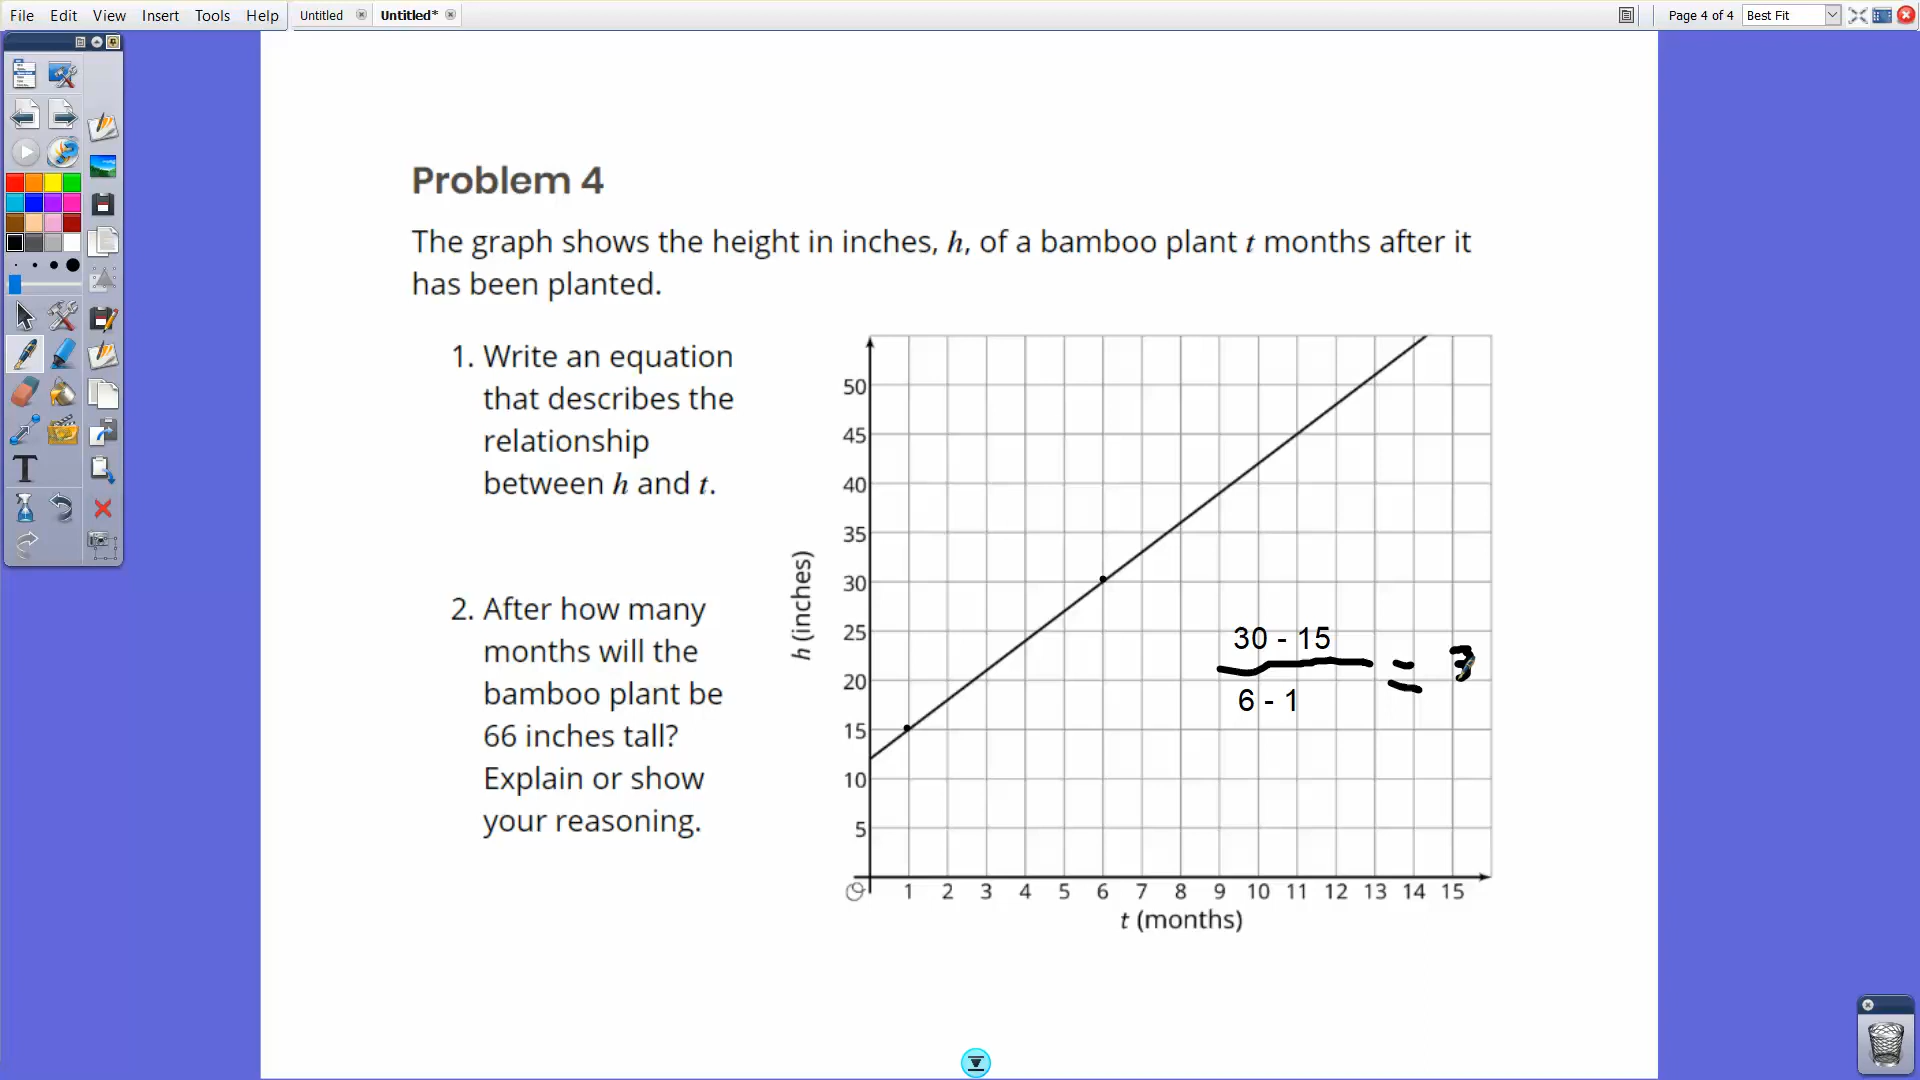 File Edit View Insert Tools Help Untitled Untitled* Page 4 of 4 Best Fit
Problem 4
The graph shows the height in inches, h, of a bamboo plant t months after it
has been planted.
1. Write an equation
that describes the
relationship
between h and t.
2. After how many
months will the
bamboo plant be
66 inches tall?
Explain or show
your reasoning.
h (inches)
50
45
40
35
30
25
20
15
10
5
O
1 2 3 4 5 6 7 8 9 10 11 12 13 14 15
t (months)
30 - 15
6 - 1
= 3
T